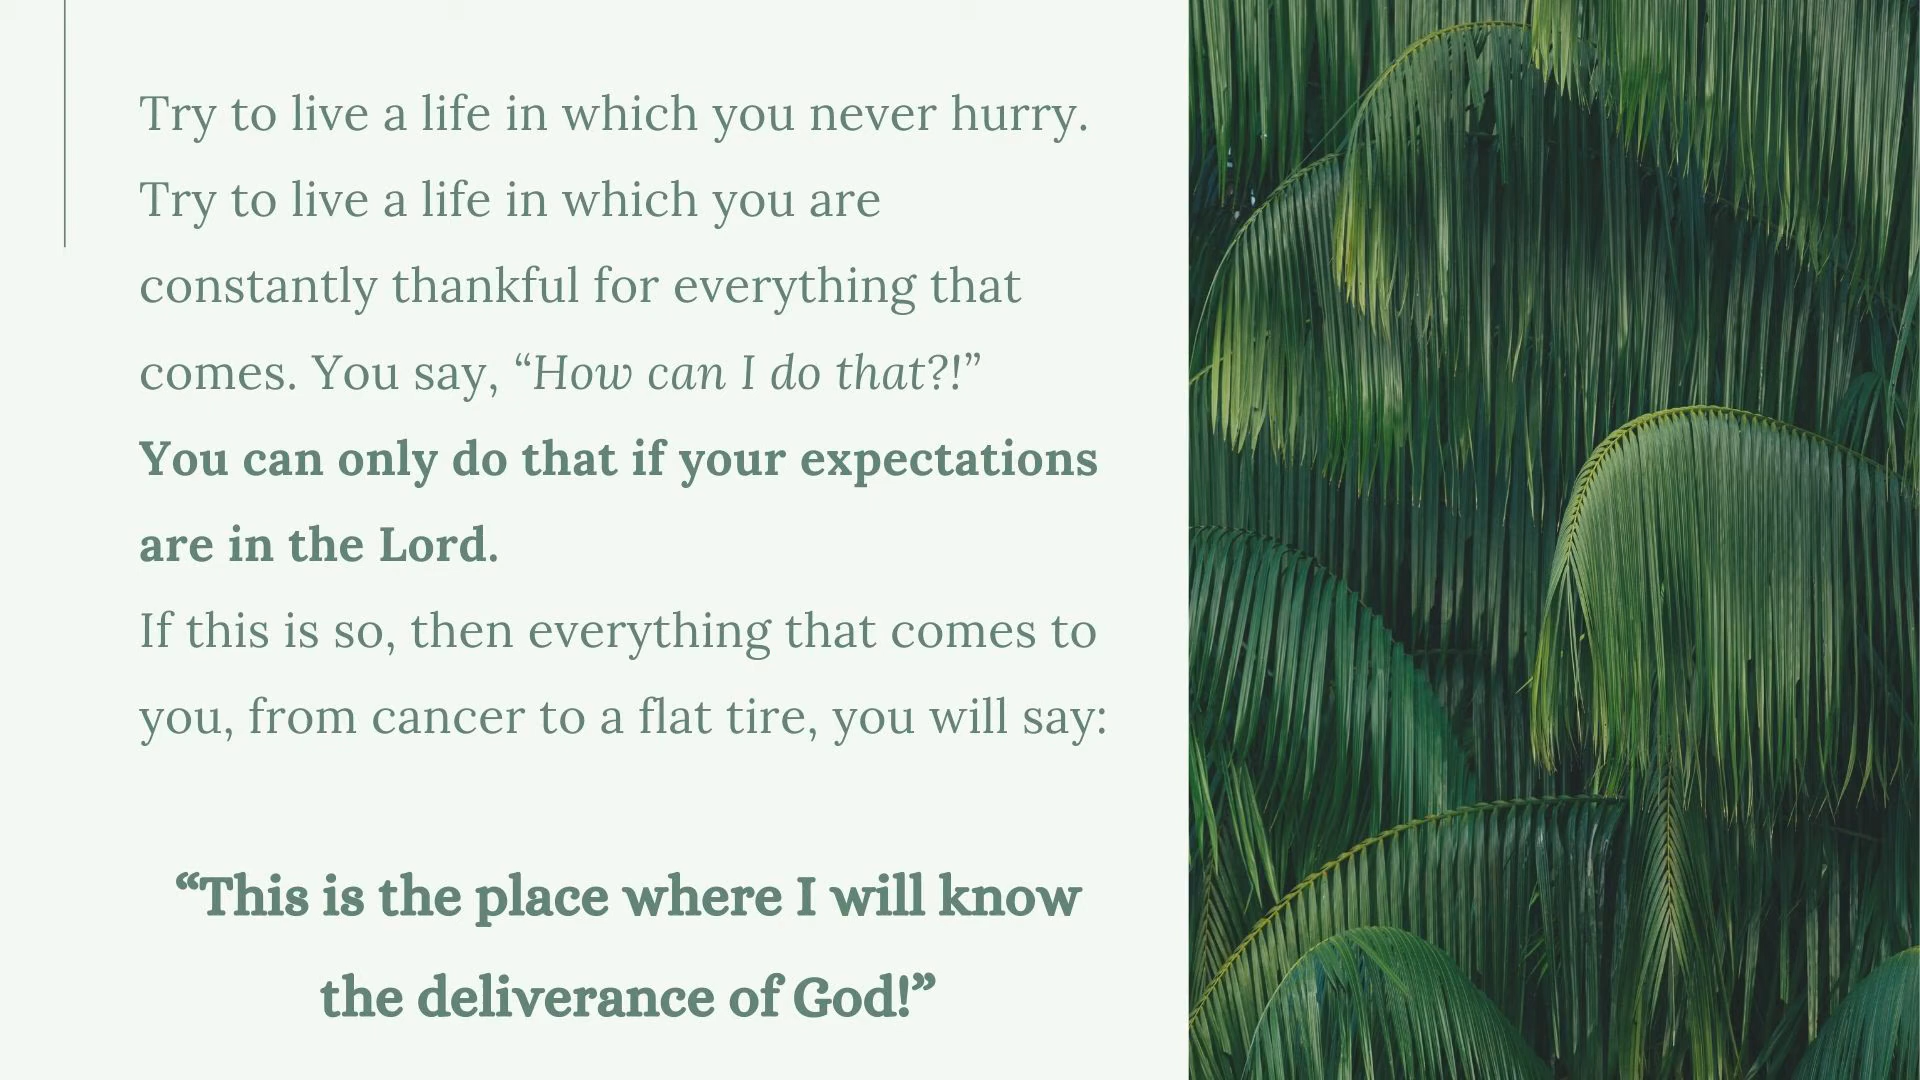 Try to live a life in which you never hurry.
Try to live a life in which you are
constantly thankful for everything that
comes. You say, “How can I do that?!”
You can only do that if your expectations
are in the Lord.
If this is so, then everything that comes to
you, from cancer to a flat tire, you will say:
“This is the place where I will know
the deliverance of God!”